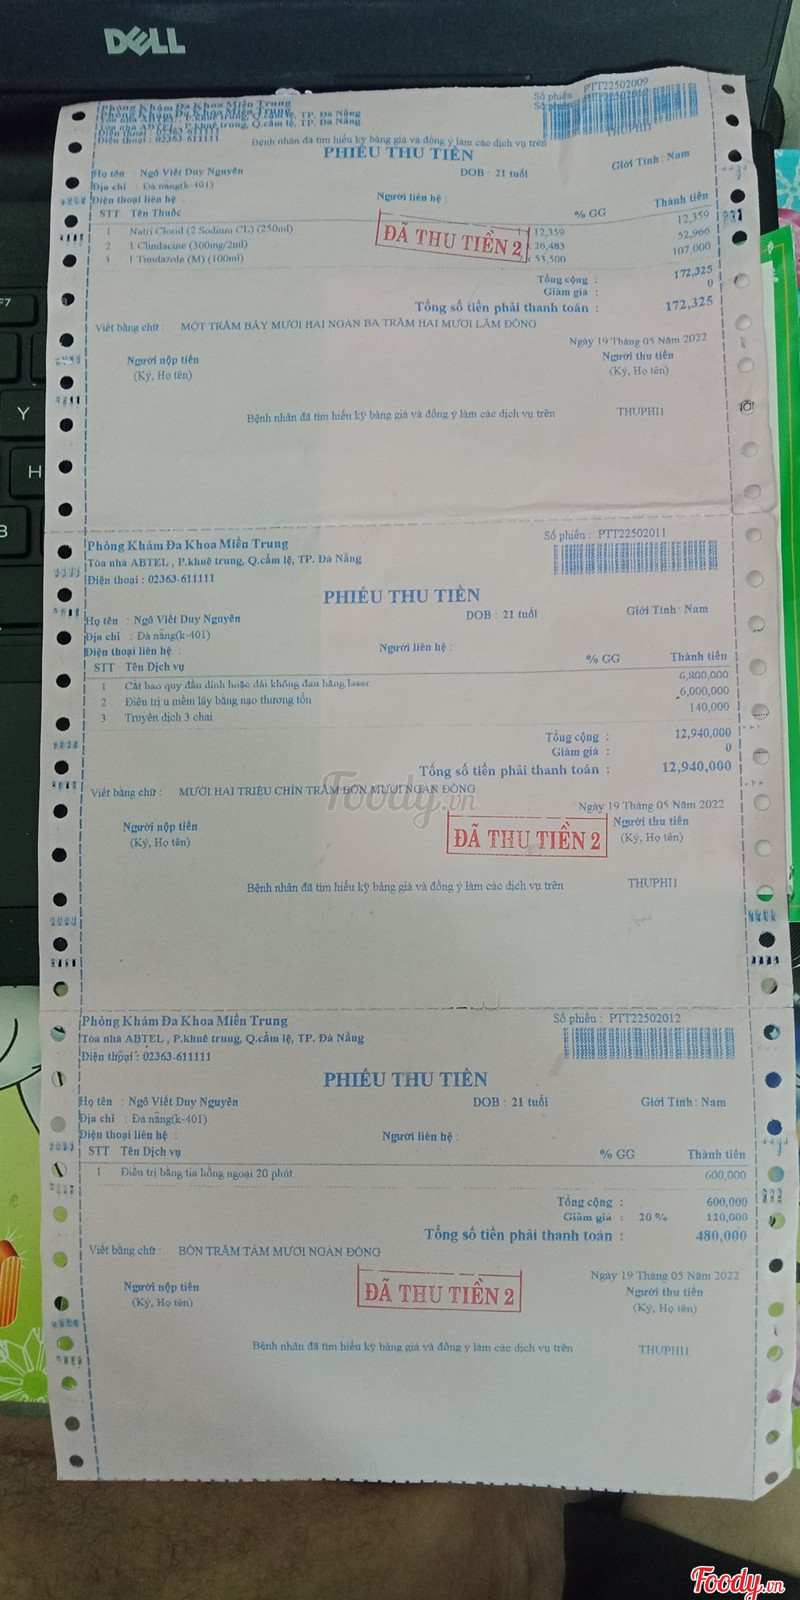 DELL
Phòng Khám Đa Khoa Miền Trung
Tòa nhà ABTEL , P.khuê trung, Q.cẩm lệ, TP. Đà Nẵng
Điện thoại : 02363-611111
Số phiếu : PTT22502009
Bệnh nhân đã tìm hiểu kỹ bảng giá và đồng ý làm các dịch vụ trên
THUPHI1
PHIẾU THU TIỀN
Họ tên : Ngô Viết Duy Nguyên DOB : 21 tuổi Giới Tính : Nam
Địa chỉ : Đà nẵng(k-401)
Điện thoại liên hệ : Người liên hệ
STT Tên Thuốc % GG Thành tiền
1 Natri Clorid (2 Sodium CL) (250ml) 1 12,359 12,359
2 1 Clindacine (300mg/2ml) 26,483 52,966
3 1 Tinidazole (M) (100ml) 53,500 107,000
ĐÃ THU TIỀN 2
Tổng cộng : 172,325
Giảm giá : 0
Tổng số tiền phải thanh toán : 172,325
Viết bằng chữ : MỘT TRĂM BẢY MƯƠI HAI NGÀN BA TRĂM HAI MƯƠI LĂM ĐỒNG
Ngày 19 Tháng 05 Năm 2022
Người nộp tiền Người thu tiền
(Ký, Họ tên) (Ký, Họ tên)
Bệnh nhân đã tìm hiểu kỹ bảng giá và đồng ý làm các dịch vụ trên THUPHI1
Phòng Khám Đa Khoa Miền Trung Số phiếu : PTT22502011
Tòa nhà ABTEL , P.khuê trung, Q.cẩm lệ, TP. Đà Nẵng
Điện thoại : 02363-611111
PHIẾU THU TIỀN
Họ tên : Ngô Viết Duy Nguyên DOB : 21 tuổi Giới Tính : Nam
Địa chỉ : Đà nẵng(k-401)
Điện thoại liên hệ : Người liên hệ :
STT Tên Dịch vụ % GG Thành tiền
1 Cắt bao quy đầu dính hoặc dài không đan bằng laser 6,800,000
2 Điều trị u mềm lây bằng nạo thương tổn 6,000,000
3 Truyền dịch 3 chai 140,000
Tổng cộng : 12,940,000
Giảm giá : 0
Tổng số tiền phải thanh toán : 12,940,000
Viết bằng chữ : MƯỜI HAI TRIỆU CHÍN TRĂM BỐN MƯƠI NGÀN ĐỒNG
Foody.vn
Ngày 19 Tháng 05 Năm 2022
Người nộp tiền Người thu tiền
(Ký, Họ tên) (Ký, Họ tên)
ĐÃ THU TIỀN 2
Bệnh nhân đã tìm hiểu kỹ bảng giá và đồng ý làm các dịch vụ trên THUPHI1
Phòng Khám Đa Khoa Miền Trung Số phiếu : PTT22502012
Tòa nhà ABTEL , P.khuê trung, Q.cẩm lệ, TP. Đà Nẵng
Điện thoại : 02363-611111
PHIẾU THU TIỀN
Họ tên : Ngô Viết Duy Nguyên DOB : 21 tuổi Giới Tính : Nam
Địa chỉ : Đà nẵng(k-401)
Điện thoại liên hệ : Người liên hệ :
STT Tên Dịch vụ % GG Thành tiền
1 Điều trị bằng tia hồng ngoại 20 phút 600,000
Tổng cộng : 600,000
Giảm giá : 20 % 120,000
Tổng số tiền phải thanh toán : 480,000
Viết bằng chữ : BỐN TRĂM TÁM MƯƠI NGÀN ĐỒNG
Ngày 19 Tháng 05 Năm 2022
Người nộp tiền Người thu tiền
(Ký, Họ tên) (Ký, Họ tên)
ĐÃ THU TIỀN 2
Bệnh nhân đã tìm hiểu kỹ bảng giá và đồng ý làm các dịch vụ trên THUPHI1
F7
Y
H
B
Foody.vn